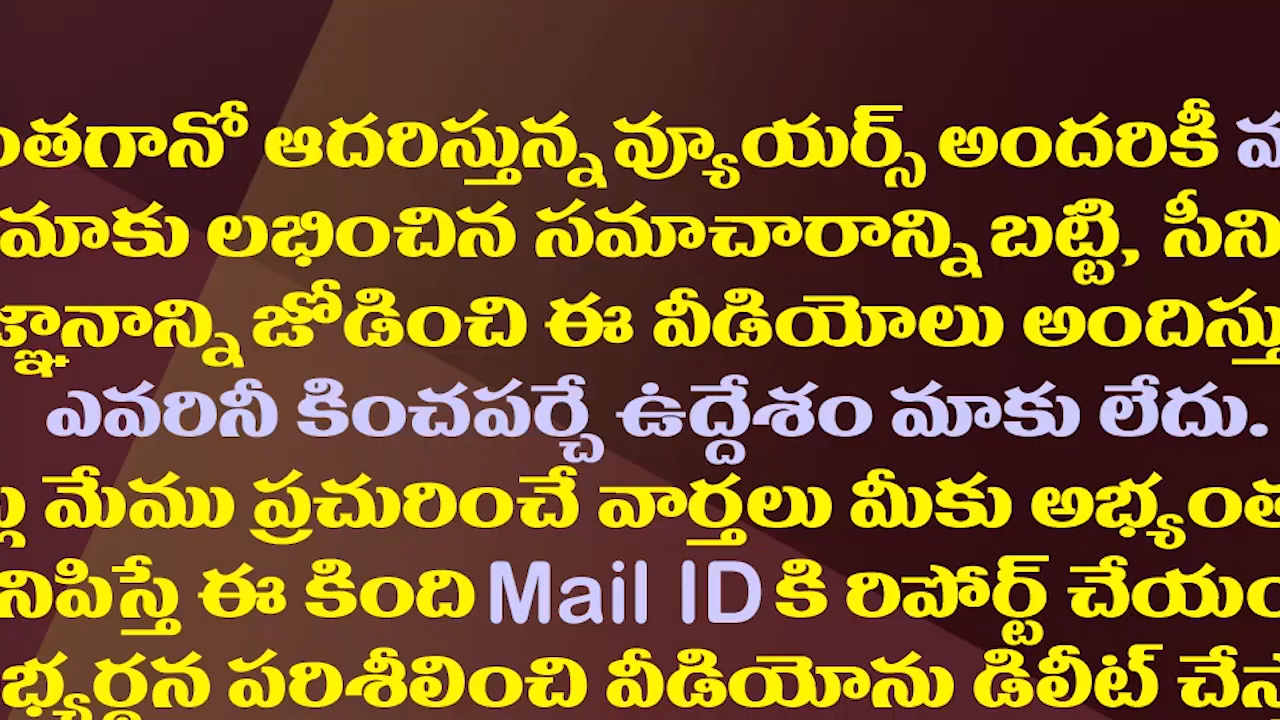 ఆదరిస్తున్న వ్యూయర్స్ అందరికీ
మాకు లభించిన సమాచారాన్ని బట్టి,
జోడించి ఈ వీడియోలు
ఎవరినీ కించపర్చే ఉద్దేశం మాకు లేదు.
మేము ప్రచురించే వార్తలు మీకు
ఈ కింది Mail ID కి రిపోర్ట్
పరిశీలించి వీడియోను డిలీట్